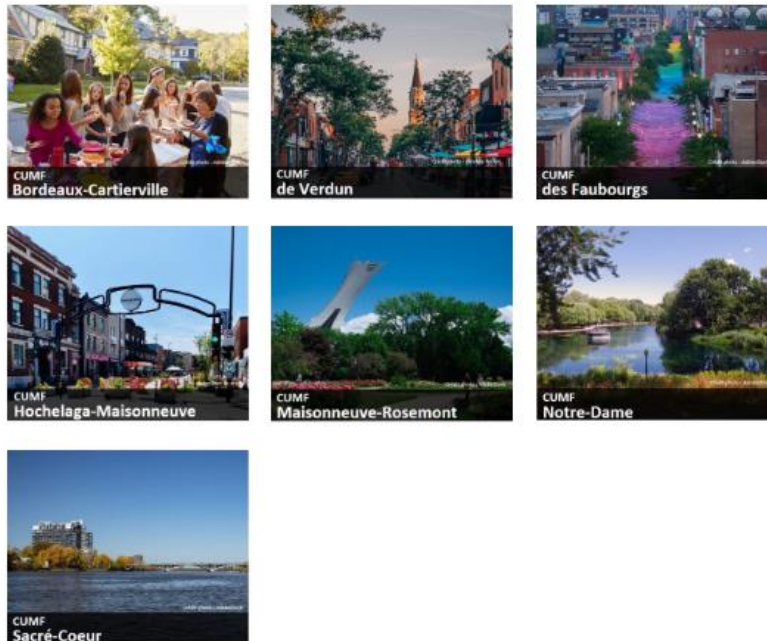 CUMF
Bordeaux-Cartierville
CUMF
de Verdun
CUMF
des Faubourgs
CUMF
Hochelaga-Maisonneuve
CUMF
Maisonneuve-Rosemont
CUMF
Notre-Dame
CUMF
Sacré-Coeur